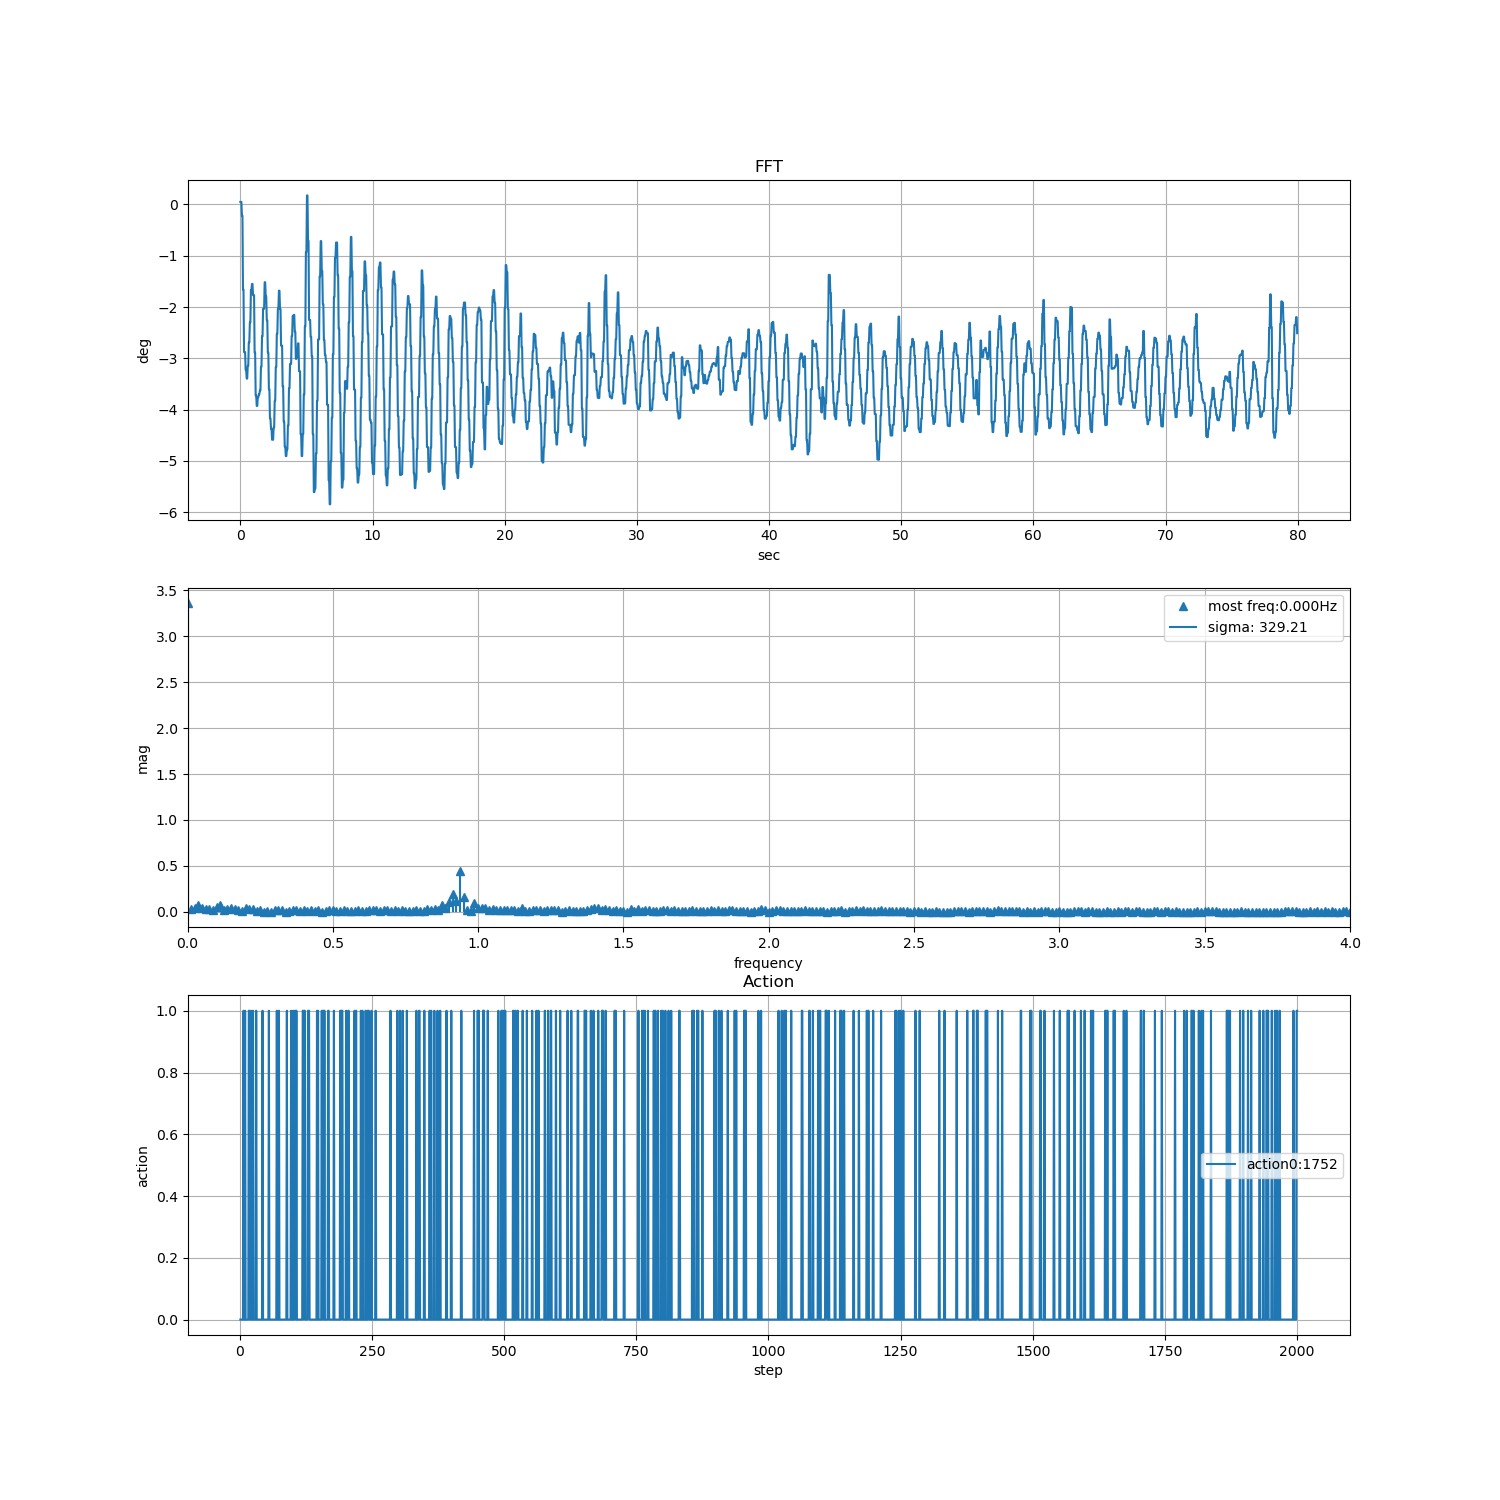 FFT
0
−1
−2
−3
−4
−5
−6
deg
0 10 20 30 40 50 60 70 80
sec
3.5
3.0
2.5
2.0
1.5
1.0
0.5
0.0
mag
most freq:0.000Hz
sigma: 329.21
0.0 0.5 1.0 1.5 2.0 2.5 3.0 3.5 4.0
frequency
Action
1.0
0.8
0.6
0.4
0.2
0.0
action
action0:1752
0 250 500 750 1000 1250 1500 1750 2000
step